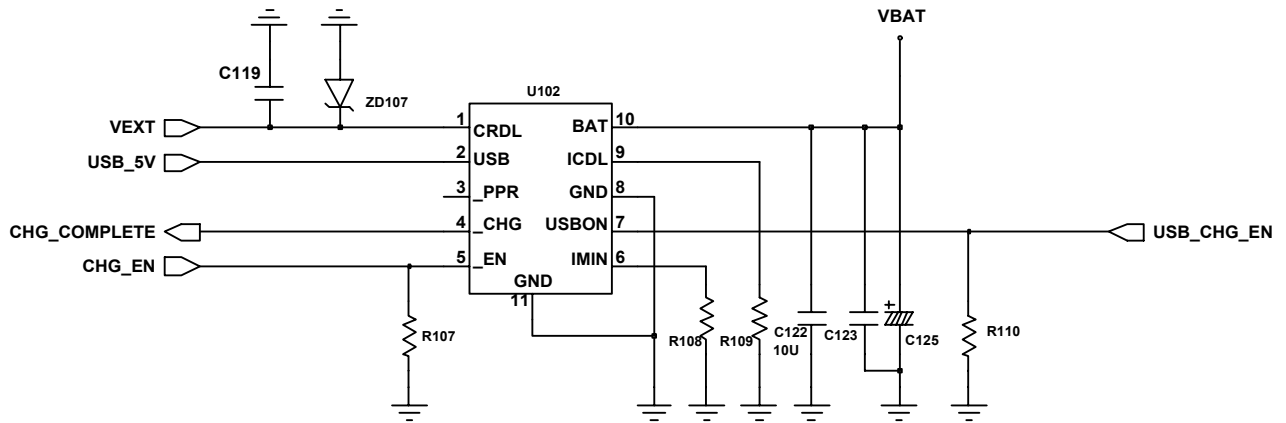 VBAT
U102
C119
ZD107
VEXT
1
CRDL
BAT
10
USB_5V
2
USB
ICDL
9
3
_PPR
GND
8
CHG_COMPLETE
4
_CHG
USBON
7
USB_CHG_EN
CHG_EN
5
_EN
IMIN
6
GND
11
+
R107
R108
R109
C122
10U
C123
C125
R110